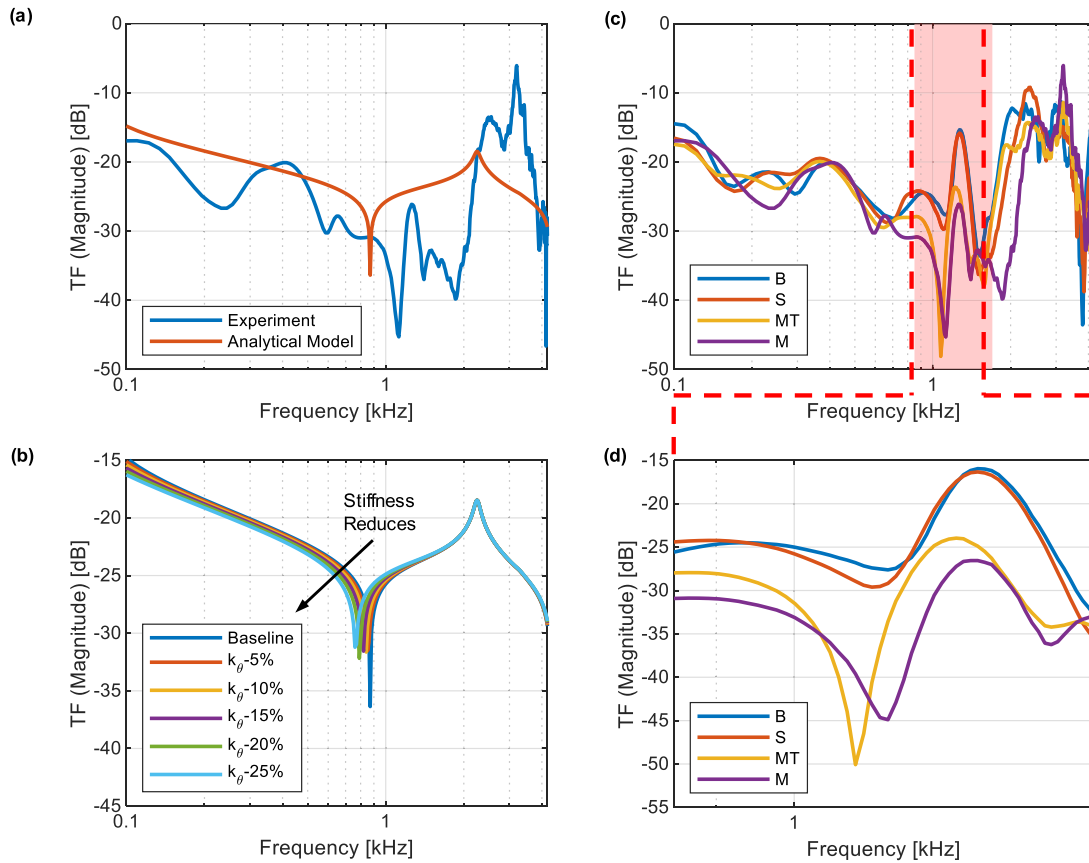 (a)
0
-10
-20
-30
-40
-50
TF (Magnitude) [dB]
Experiment
Analytical Model
0.1
1
Frequency [kHz]
(c)
0
-10
-20
-30
-40
-50
TF (Magnitude) [dB]
B
S
MT
M
0.1
1
Frequency [kHz]
(b)
-15
-20
-25
-30
-35
-40
-45
TF (Magnitude) [dB]
Stiffness
Reduces
Baseline
kθ-5%
kθ-10%
kθ-15%
kθ-20%
kθ-25%
0.1
1
Frequency [kHz]
(d)
-15
-20
-25
-30
-35
-40
-45
-50
-55
TF (Magnitude) [dB]
B
S
MT
M
1
Frequency [kHz]